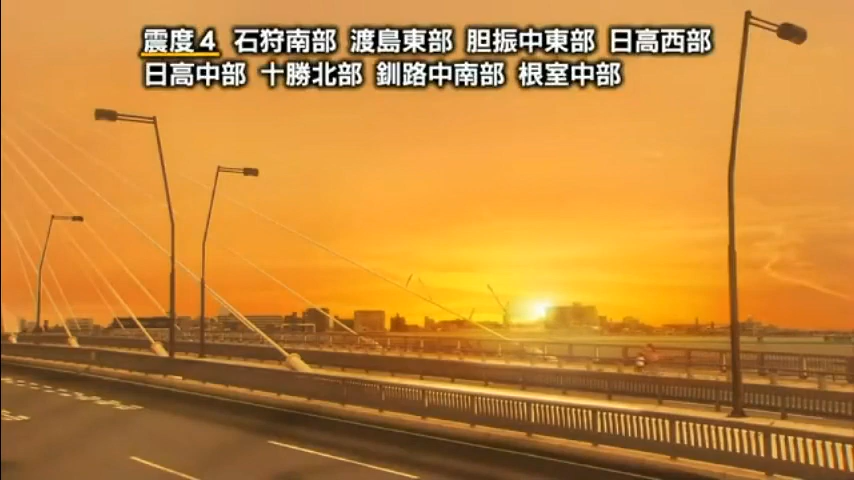 震度４ 石狩南部 渡島東部 胆振中東部 日高西部
日高中部 十勝北部 釧路中南部 根室中部